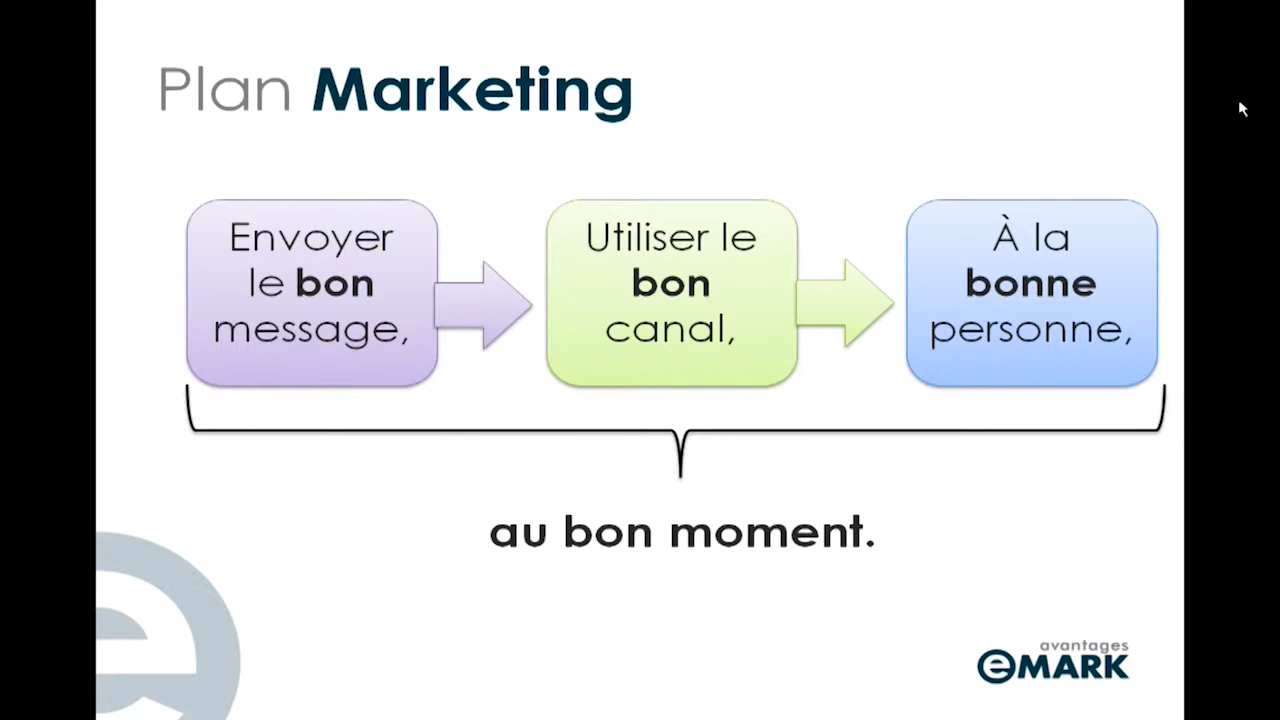 Plan Marketing
Envoyer
le bon
message,
Utiliser le
bon
canal,
À la
bonne
personne,
au bon moment.
avantages
eMARK